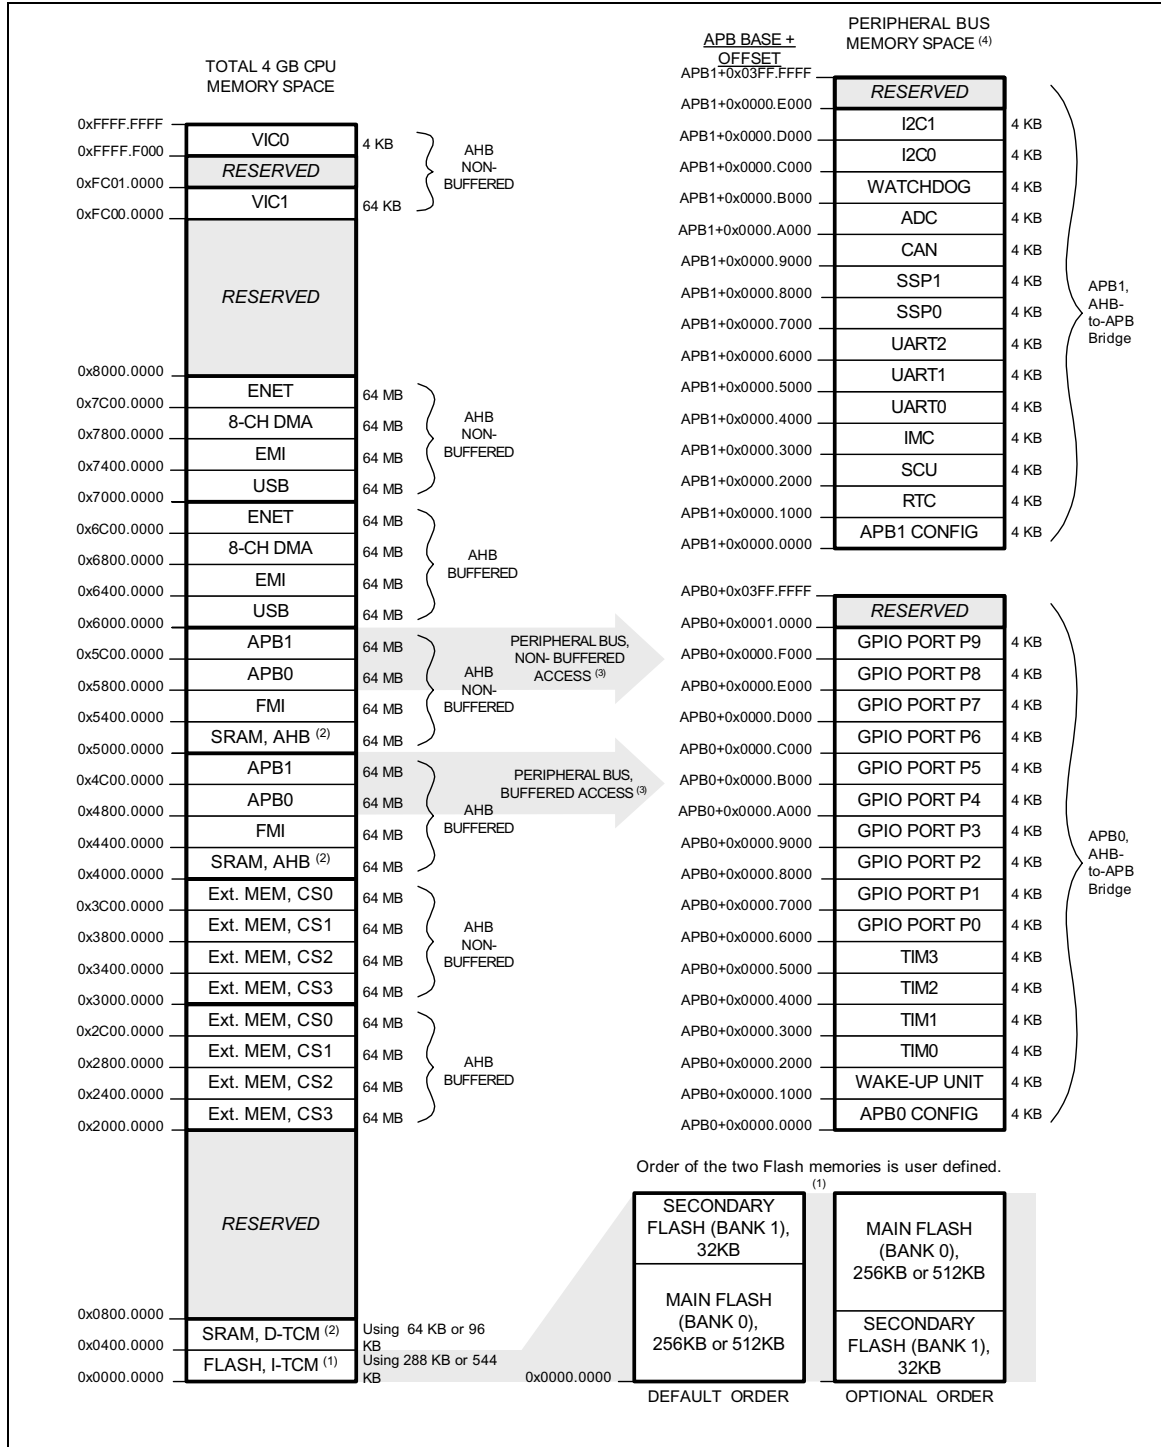 TOTAL 4 GB CPU
MEMORY SPACE
0xFFFF.FFFF
VIC0
4 KB
0xFFFF.F000
RESERVED
0xFC01.0000
VIC1
64 KB
0xFC00.0000
AHB
NON-
BUFFERED
RESERVED
0x8000.0000
ENET
64 MB
0x7C00.0000
8-CH DMA
64 MB
0x7800.0000
EMI
64 MB
0x7400.0000
USB
64 MB
0x7000.0000
AHB
NON-
BUFFERED
ENET
64 MB
0x6C00.0000
8-CH DMA
64 MB
0x6800.0000
EMI
64 MB
0x6400.0000
USB
64 MB
0x6000.0000
AHB
BUFFERED
APB1
64 MB
0x5C00.0000
APB0
64 MB
0x5800.0000
FMI
64 MB
0x5400.0000
SRAM, AHB (2)
64 MB
0x5000.0000
AHB
NON-
BUFFERED
PERIPHERAL BUS,
NON- BUFFERED
ACCESS (3)
APB1
64 MB
0x4C00.0000
APB0
64 MB
0x4800.0000
FMI
64 MB
0x4400.0000
SRAM, AHB (2)
64 MB
0x4000.0000
AHB
BUFFERED
PERIPHERAL BUS,
BUFFERED ACCESS (3)
Ext. MEM, CS0
64 MB
0x3C00.0000
Ext. MEM, CS1
64 MB
0x3800.0000
Ext. MEM, CS2
64 MB
0x3400.0000
Ext. MEM, CS3
64 MB
0x3000.0000
AHB
NON-
BUFFERED
Ext. MEM, CS0
64 MB
0x2C00.0000
Ext. MEM, CS1
64 MB
0x2800.0000
Ext. MEM, CS2
64 MB
0x2400.0000
Ext. MEM, CS3
64 MB
0x2000.0000
AHB
BUFFERED
RESERVED
0x0800.0000
SRAM, D-TCM (2)
Using 64 KB or 96
KB
0x0400.0000
FLASH, I-TCM (1)
Using 288 KB or 544
KB
0x0000.0000
APB BASE +
OFFSET
PERIPHERAL BUS
MEMORY SPACE (4)
APB1+0x03FF.FFFF
RESERVED
APB1+0x0000.E000
I2C1
4 KB
APB1+0x0000.D000
I2C0
4 KB
APB1+0x0000.C000
WATCHDOG
4 KB
APB1+0x0000.B000
ADC
4 KB
APB1+0x0000.A000
CAN
4 KB
APB1+0x0000.9000
SSP1
4 KB
APB1+0x0000.8000
SSP0
4 KB
APB1+0x0000.7000
UART2
4 KB
APB1+0x0000.6000
UART1
4 KB
APB1+0x0000.5000
UART0
4 KB
APB1+0x0000.4000
IMC
4 KB
APB1+0x0000.3000
SCU
4 KB
APB1+0x0000.2000
RTC
4 KB
APB1+0x0000.1000
APB1 CONFIG
4 KB
APB1+0x0000.0000
APB1,
AHB-
to-APB
Bridge
APB0+0x03FF.FFFF
RESERVED
APB0+0x0001.0000
GPIO PORT P9
4 KB
APB0+0x0000.F000
GPIO PORT P8
4 KB
APB0+0x0000.E000
GPIO PORT P7
4 KB
APB0+0x0000.D000
GPIO PORT P6
4 KB
APB0+0x0000.C000
GPIO PORT P5
4 KB
APB0+0x0000.B000
GPIO PORT P4
4 KB
APB0+0x0000.A000
GPIO PORT P3
4 KB
APB0+0x0000.9000
GPIO PORT P2
4 KB
APB0+0x0000.8000
GPIO PORT P1
4 KB
APB0+0x0000.7000
GPIO PORT P0
4 KB
APB0+0x0000.6000
TIM3
4 KB
APB0+0x0000.5000
TIM2
4 KB
APB0+0x0000.4000
TIM1
4 KB
APB0+0x0000.3000
TIM0
4 KB
APB0+0x0000.2000
WAKE-UP UNIT
4 KB
APB0+0x0000.1000
APB0 CONFIG
4 KB
APB0+0x0000.0000
APB0,
AHB-
to-APB
Bridge
Order of the two Flash memories is user defined.
(1)
SECONDARY
FLASH (BANK 1),
32KB
MAIN FLASH
(BANK 0),
256KB or 512KB
0x0000.0000
DEFAULT ORDER
MAIN FLASH
(BANK 0),
256KB or 512KB
SECONDARY
FLASH (BANK 1),
32KB
OPTIONAL ORDER